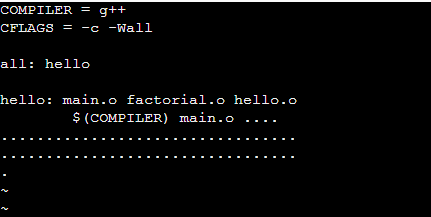 COMPILER = g++
CFLAGS = -c -Wall
all: hello
hello: main.o factorial.o hello.o
$(COMPILER) main.o ....
.................................
.................................
.
~
~